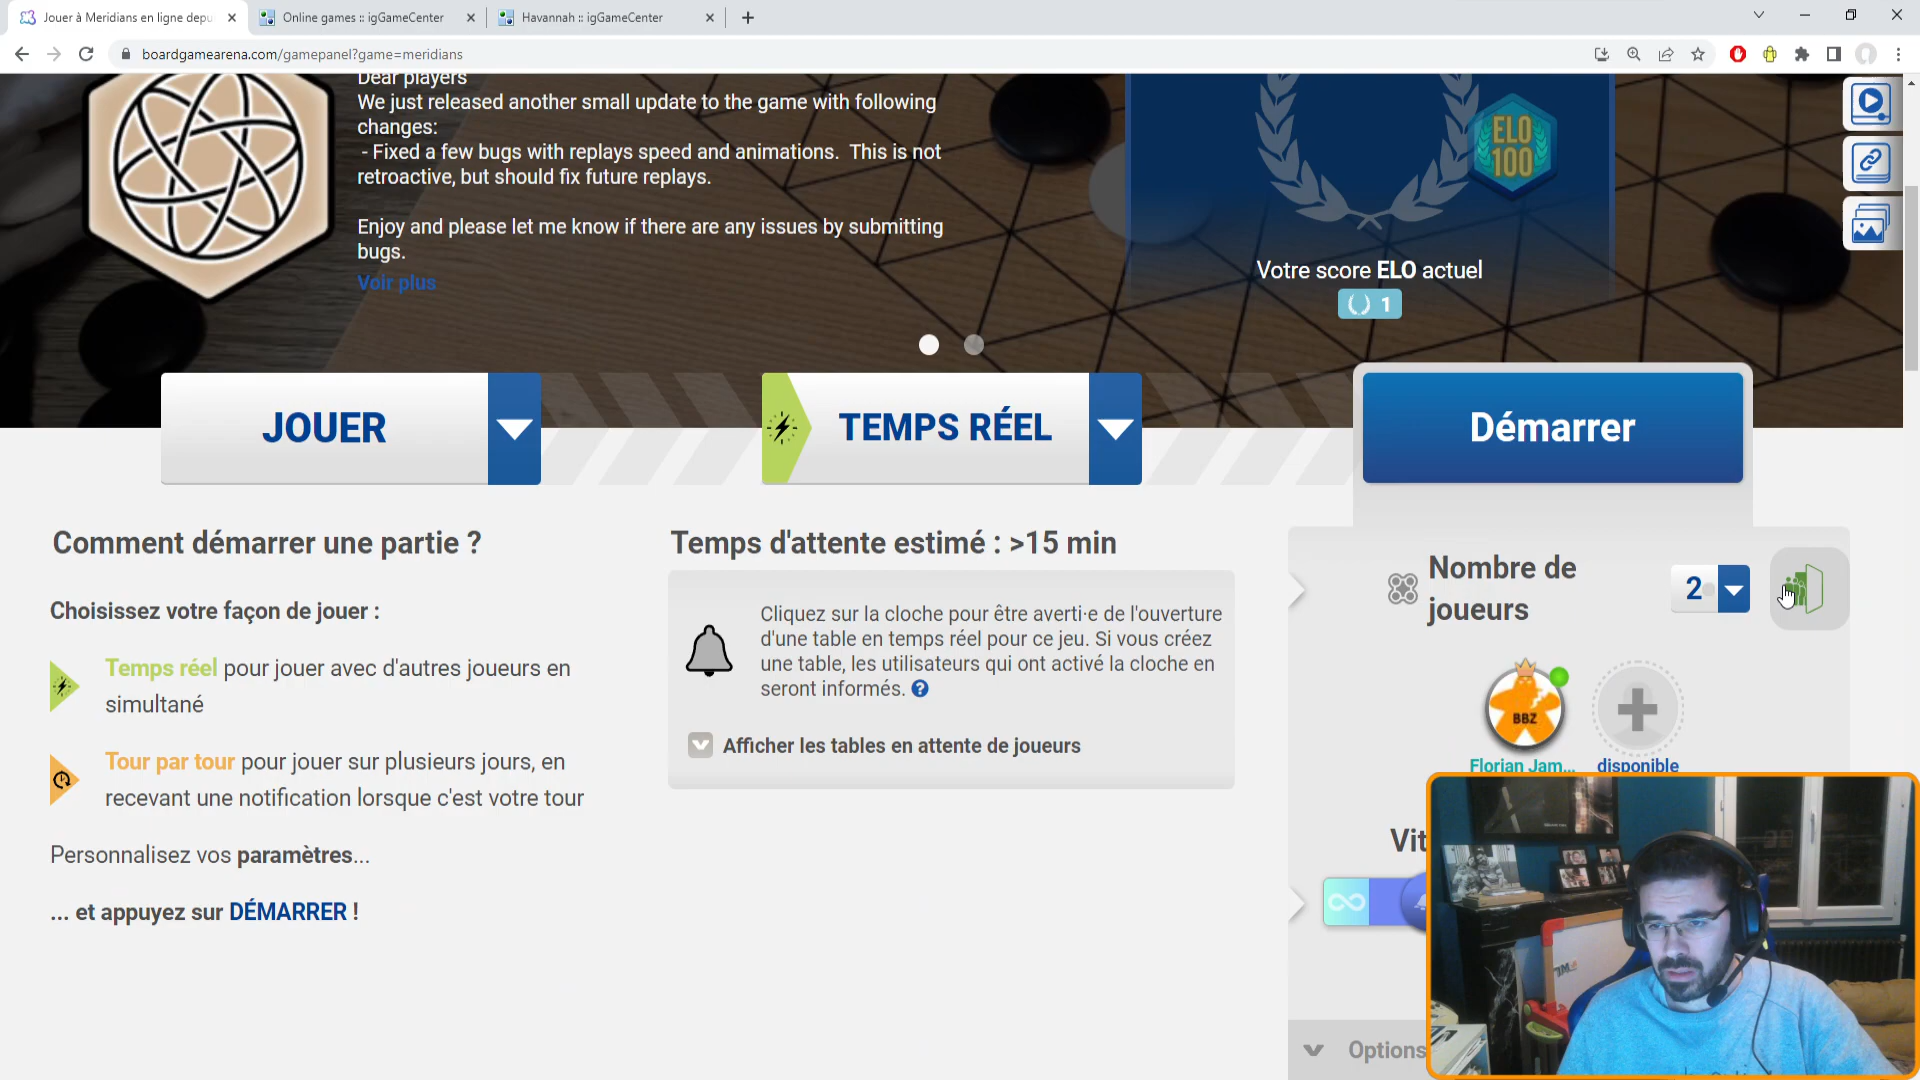 Jouer à Meridians en ligne depu
Online games :: igGameCenter
Havannah :: igGameCenter
boardgamearena.com/gamepanel?game=meridians
Dear players
We just released another small update to the game with following
changes:
- Fixed a few bugs with replays speed and animations. This is not
retroactive, but should fix future replays.
Enjoy and please let me know if there are any issues by submitting
bugs.
Voir plus
ELO
100
Votre score ELO actuel
1
JOUER
TEMPS RÉEL
Démarrer
Comment démarrer une partie ?
Choisissez votre façon de jouer :
Temps réel pour jouer avec d'autres joueurs en
simultané
Tour par tour pour jouer sur plusieurs jours, en
recevant une notification lorsque c'est votre tour
Personnalisez vos paramètres...
... et appuyez sur DÉMARRER !
Temps d'attente estimé : >15 min
Cliquez sur la cloche pour être averti·e de l'ouverture
d'une table en temps réel pour ce jeu. Si vous créez
une table, les utilisateurs qui ont activé la cloche en
seront informés. ?
Afficher les tables en attente de joueurs
Nombre de
joueurs
2
BBZ
Florian Jam...
disponible
Vit
Options